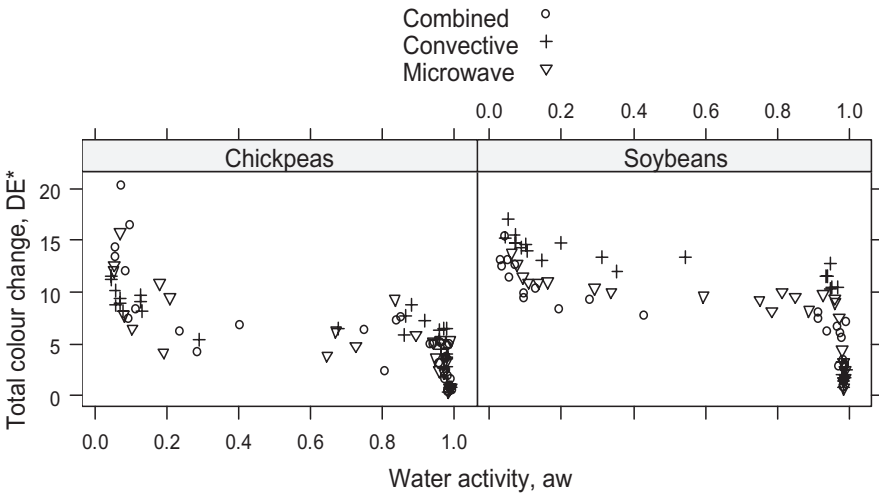 Combined
Convective
Microwave
0.0 0.2 0.4 0.6 0.8 1.0
Chickpeas Soybeans
Total colour change, DE*
20
15
10
5
0
0.0 0.2 0.4 0.6 0.8 1.0
Water activity, aw